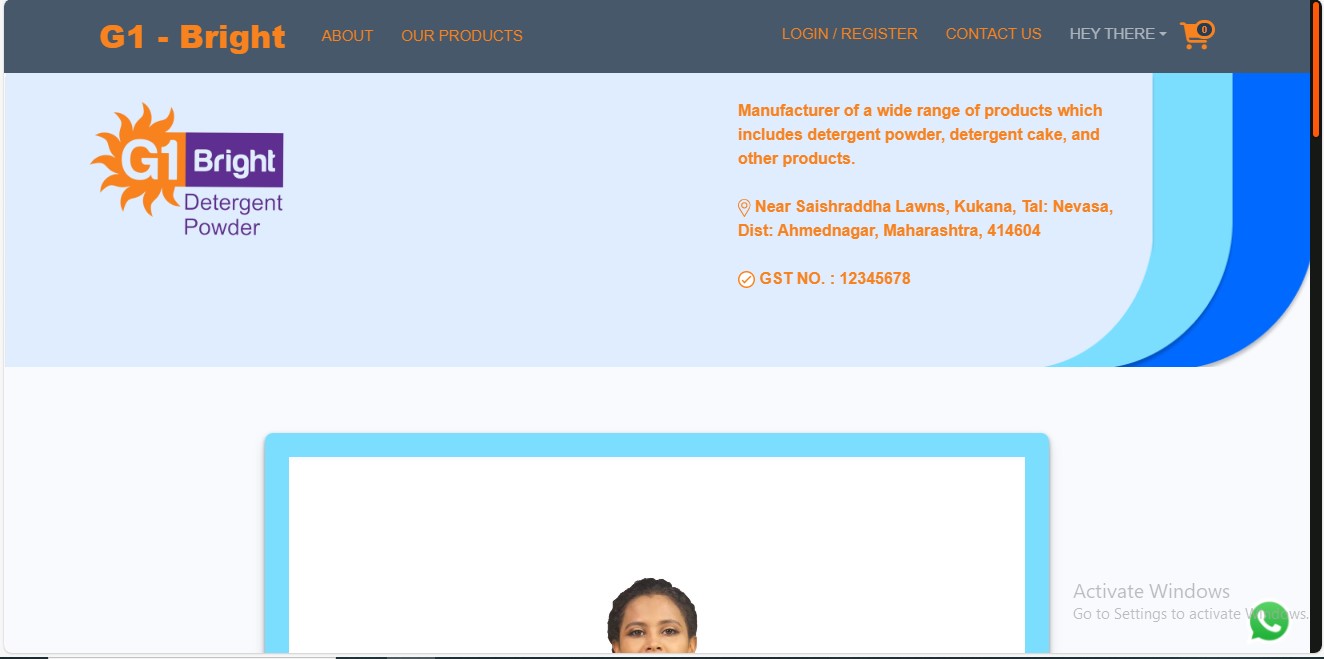 G1 - Bright
ABOUT
OUR PRODUCTS
LOGIN / REGISTER
CONTACT US
HEY THERE
0
G1 Bright
Detergent
Powder
Manufacturer of a wide range of products which
includes detergent powder, detergent cake, and
other products.
Near Saishraddha Lawns, Kukana, Tal: Nevasa,
Dist: Ahmednagar, Maharashtra, 414604
GST NO. : 12345678
Activate Windows
Go to Settings to activate Windows.